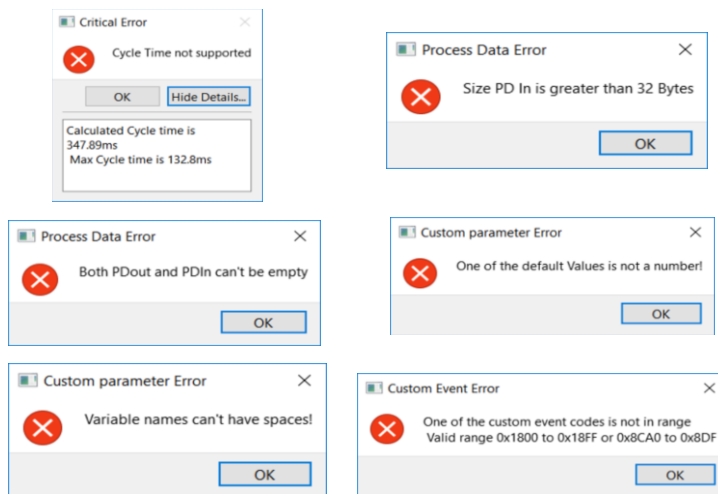 Critical Error
Cycle Time not supported
OK
Hide Details...
Calculated Cycle time is
347.89ms
Max Cycle time is 132.8ms
Process Data Error
Size PD In is greater than 32 Bytes
OK
Process Data Error
Both PDout and PDIn can't be empty
OK
Custom parameter Error
One of the default Values is not a number!
OK
Custom parameter Error
Variable names can't have spaces!
OK
Custom Event Error
One of the custom event codes is not in range
Valid range 0x1800 to 0x18FF or 0x8CA0 to 0x8DF
OK